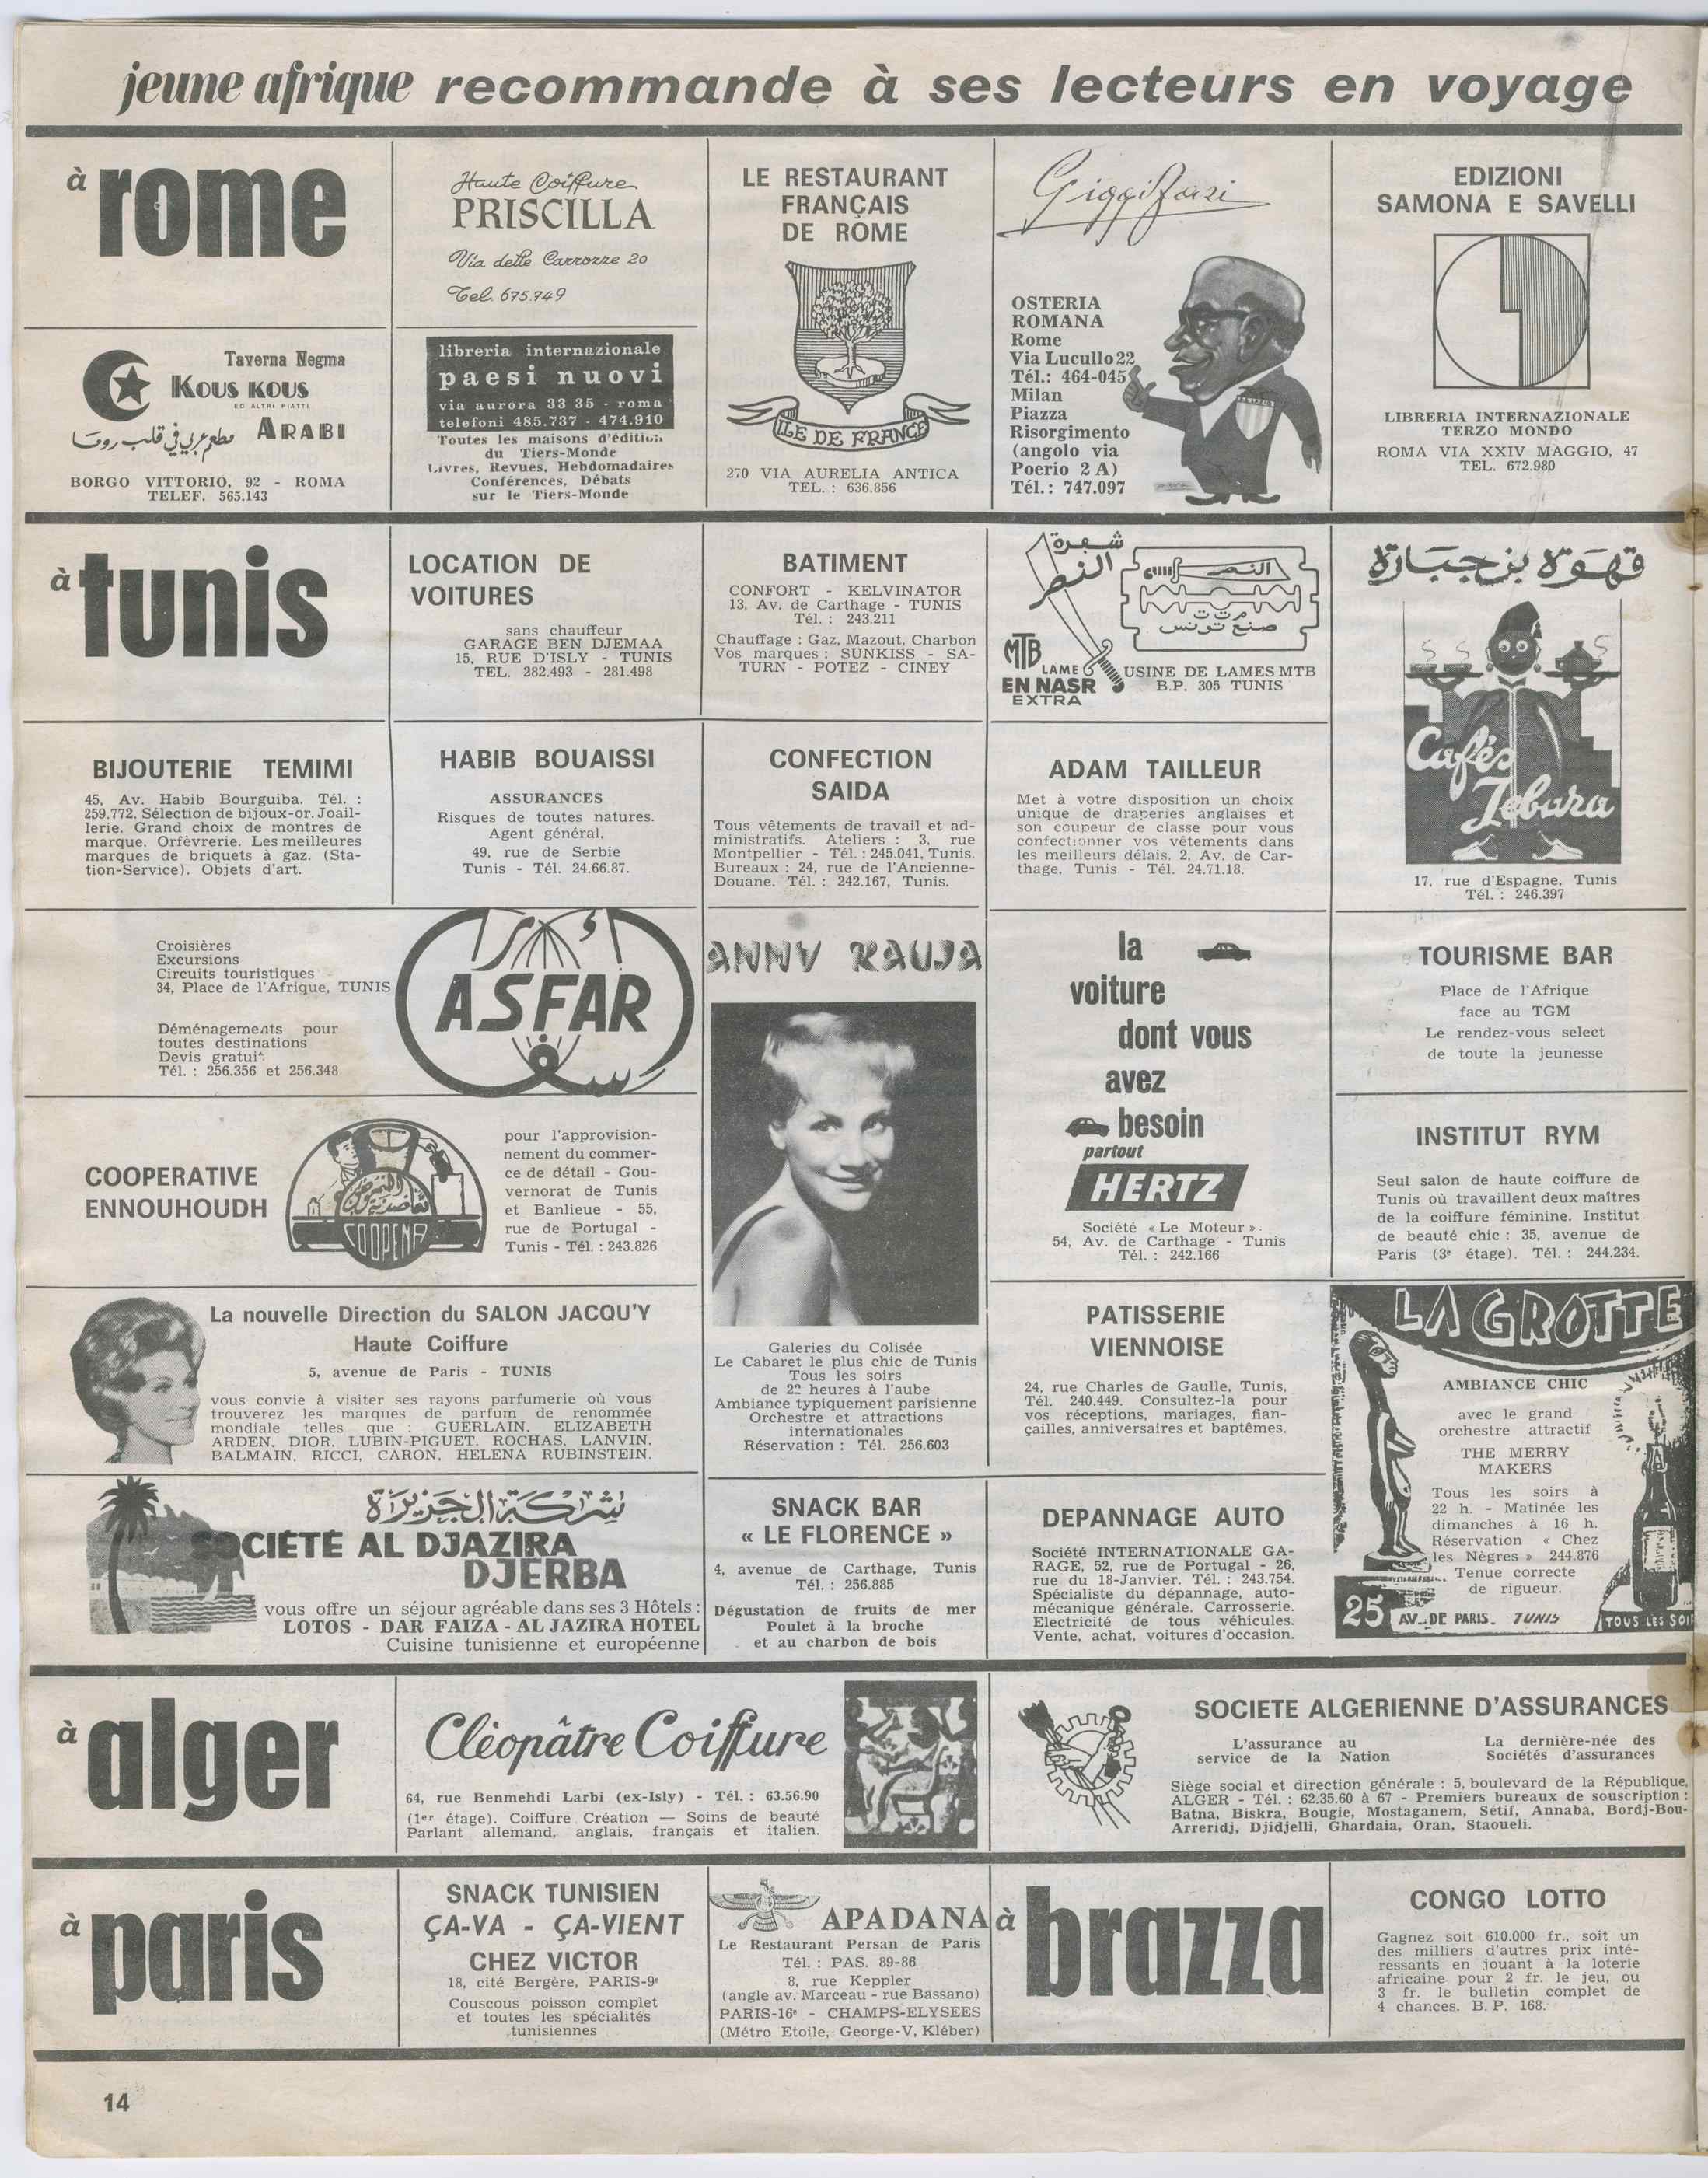 jeune afrique recommande à ses lecteurs en voyage
à rome
Taverna Negma
KOUS KOUS
ED ALTRI PIATTI
ARABI
مطعم عربي في قلب روما
BORGO VITTORIO, 92 - ROMA
TELEF. 565.143
Haute Coiffure
PRISCILLA
Via delle Carrozze 20
Tel. 675.749
libreria internazionale
paesi nuovi
via aurora 33 35 - roma
telefoni 485.737 - 474.910
Toutes les maisons d'édition
du Tiers-Monde
Livres, Revues, Hebdomadaires
Conférences, Débats
sur le Tiers-Monde
LE RESTAURANT
FRANÇAIS
DE ROME
ILE DE FRANCE
270 VIA AURELIA ANTICA
TEL. : 636.856
Giggi Fazi
OSTERIA
ROMANA
Rome
Via Lucullo 22
Tél.: 464-045
Milan
Piazza
Risorgimento
(angolo via
Poerio 2 A)
Tél.: 747.097
EDIZIONI
SAMONA E SAVELLI
LIBRERIA INTERNAZIONALE
TERZO MONDO
ROMA VIA XXIV MAGGIO, 47
TEL. 672.980
à tunis
LOCATION DE
VOITURES
sans chauffeur
GARAGE BEN DJEMAA
15, RUE D'ISLY - TUNIS
TEL. 282.493 - 281.498
BATIMENT
CONFORT - KELVINATOR
13, Av. de Carthage - TUNIS
Tél. : 243.211
Chauffage : Gaz, Mazout, Charbon
Vos marques : SUNKISS - SA-
TURN - POTEZ - CINEY
شفرة
النصر
النصر
م ت ت
صنع تونس
MTB
LAME
EN NASR
EXTRA
USINE DE LAMES MTB
B.P. 305 TUNIS
قهوة بن جبارة
Cafés
Jebara
17, rue d'Espagne, Tunis
Tél. : 246.397
BIJOUTERIE TEMIMI
45, Av. Habib Bourguiba. Tél. :
259.772. Sélection de bijoux-or. Joail-
lerie. Grand choix de montres de
marque. Orfèvrerie. Les meilleures
marques de briquets à gaz. (Sta-
tion-Service). Objets d'art.
HABIB BOUAISSI
ASSURANCES
Risques de toutes natures.
Agent général,
49, rue de Serbie
Tunis - Tél. 24.66.87.
CONFECTION
SAIDA
Tous vêtements de travail et ad-
ministratifs. Ateliers : 3, rue
Montpellier - Tél. : 245.041, Tunis.
Bureaux : 24, rue de l'Ancienne-
Douane. Tél. : 242.167, Tunis.
ADAM TAILLEUR
Met à votre disposition un choix
unique de draperies anglaises et
son coupeur de classe pour vous
confectionner vos vêtements dans
les meilleurs délais. 2, Av. de Car-
thage, Tunis - Tél. 24.71.18.
Croisières
Excursions
Circuits touristiques
34, Place de l'Afrique, TUNIS
Déménagements pour
toutes destinations
Devis gratuit
Tél. : 256.356 et 256.348
ASFAR
ANNY KAUJA
Galeries du Colisée
Le Cabaret le plus chic de Tunis
Tous les soirs
de 22 heures à l'aube
Ambiance typiquement parisienne
Orchestre et attractions
internationales
Réservation : Tél. 256.603
la
voiture
dont vous
avez
besoin
partout
HERTZ
Société « Le Moteur ».
54, Av. de Carthage - Tunis
Tél. : 242.166
TOURISME BAR
Place de l'Afrique
face au TGM
Le rendez-vous select
de toute la jeunesse
COOPERATIVE
ENNOUHOUDH
COOPENA
pour l'approvision-
nement du commer-
ce de détail - Gou-
vernorat de Tunis
et Banlieue - 55,
rue de Portugal -
Tunis - Tél. : 243.826
INSTITUT RYM
Seul salon de haute coiffure de
Tunis où travaillent deux maîtres
de la coiffure féminine. Institut
de beauté chic : 35, avenue de
Paris (3e étage). Tél. : 244.234.
La nouvelle Direction du SALON JACQU'Y
Haute Coiffure
5, avenue de Paris - TUNIS
vous convie à visiter ses rayons parfumerie où vous
trouverez les marques de parfum de renommée
mondiale telles que : GUERLAIN, ELIZABETH
ARDEN, DIOR, LUBIN-PIGUET, ROCHAS, LANVIN,
BALMAIN, RICCI, CARON, HELENA RUBINSTEIN.
PATISSERIE
VIENNOISE
24, rue Charles de Gaulle, Tunis,
Tél. 240.449. Consultez-la pour
vos réceptions, mariages, fian-
çailles, anniversaires et baptêmes.
LA GROTTE
AMBIANCE CHIC
avec le grand
orchestre attractif
THE MERRY
MAKERS
Tous les soirs à
22 h. - Matinée les
dimanches à 16 h.
Réservation « Chez
les Nègres » 244.876
Tenue correcte
de rigueur.
25 AV. DE PARIS. TUNIS
TOUS LES SOI
شركة الجزيرة
SOCIÉTÉ AL DJAZIRA
DJERBA
vous offre un séjour agréable dans ses 3 Hôtels :
LOTOS - DAR FAIZA - AL JAZIRA HOTEL
Cuisine tunisienne et européenne
SNACK BAR
« LE FLORENCE »
4, avenue de Carthage, Tunis
Tél. : 256.885
Dégustation de fruits de mer
Poulet à la broche
et au charbon de bois
DEPANNAGE AUTO
Société INTERNATIONALE GA-
RAGE, 52, rue de Portugal - 26,
rue du 18-Janvier. Tél. : 243.754.
Spécialiste du dépannage, auto-
mécanique générale. Carrosserie.
Electricité de tous véhicules.
Vente, achat, voitures d'occasion.
à alger
Cléopâtre Coiffure
64, rue Benmehdi Larbi (ex-Isly) - Tél. : 63.56.90
(1er étage). Coiffure Création — Soins de beauté
Parlant allemand, anglais, français et italien.
SOCIETE ALGERIENNE D'ASSURANCES
L'assurance au
service de la Nation
La dernière-née des
Sociétés d'assurances
Siège social et direction générale : 5, boulevard de la République,
ALGER - Tél. : 62.35.60 à 67 - Premiers bureaux de souscription :
Batna, Biskra, Bougie, Mostaganem, Sétif, Annaba, Bordj-Bou-
Arreridj, Djidjelli, Ghardaia, Oran, Staoueli.
à paris
SNACK TUNISIEN
ÇA-VA - ÇA-VIENT
CHEZ VICTOR
18, cité Bergère, PARIS-9e
Couscous poisson complet
et toutes les spécialités
tunisiennes
APADANA
Le Restaurant Persan de Paris
Tél. : PAS. 89-86
8, rue Keppler
(angle av. Marceau - rue Bassano)
PARIS-16e - CHAMPS-ELYSEES
(Métro Etoile, George-V, Kléber)
à brazza
CONGO LOTTO
Gagnez soit 610.000 fr., soit un
des milliers d'autres prix inté-
ressants en jouant à la loterie
africaine pour 2 fr. le jeu, ou
3 fr. le bulletin complet de
4 chances. B.P. 168.
14